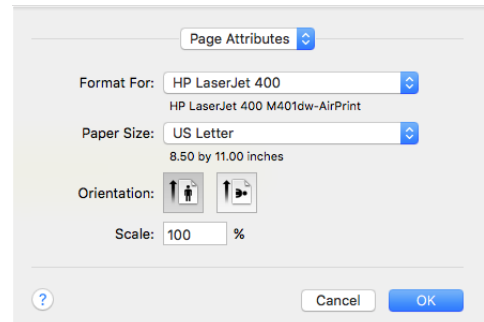 Page Attributes
Format For: HP LaserJet 400
HP LaserJet 400 M401dw-AirPrint
Paper Size: US Letter
8.50 by 11.00 inches
Orientation:
Scale: 100 %
? Cancel OK